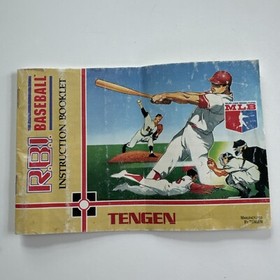 R.B.I.
BASEBALL
INSTRUCTION BOOKLET
MLB
TENGEN